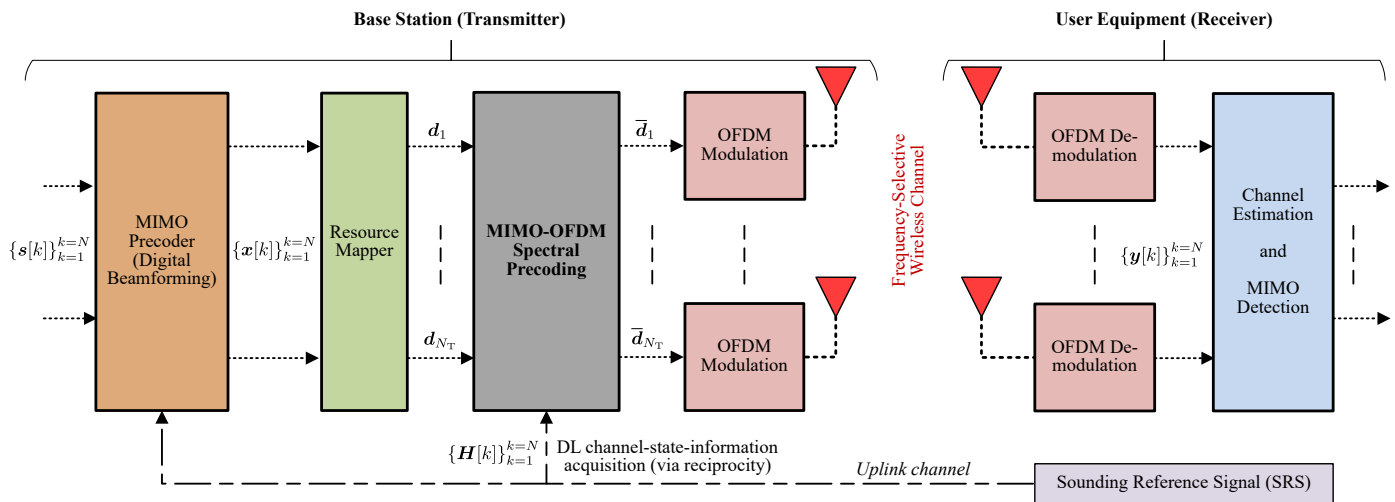 Base Station (Transmitter)
User Equipment (Receiver)
{s[k]}_{k=1}^{k=N}
MIMO
Precoder
(Digital
Beamforming)
{x[k]}_{k=1}^{k=N}
Resource
Mapper
d_1
d_{N_T}
MIMO-OFDM
Spectral
Precoding
\overline{d}_1
\overline{d}_{N_T}
OFDM
Modulation
OFDM
Modulation
Frequency-Selective
Wireless Channel
OFDM De-
modulation
OFDM De-
modulation
{y[k]}_{k=1}^{k=N}
Channel
Estimation
and
MIMO
Detection
{H[k]}_{k=1}^{k=N}
DL channel-state-information
acquisition (via reciprocity)
Uplink channel
Sounding Reference Signal (SRS)